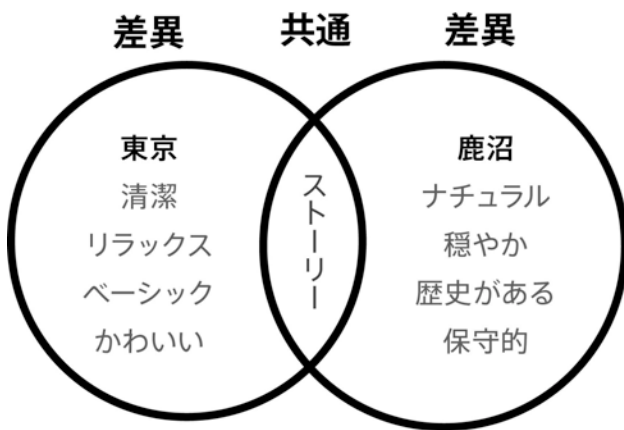 差異 共通 差異
東京
清潔
リラックス
ベーシック
かわいい
ストーリー
鹿沼
ナチュラル
穏やか
歴史がある
保守的